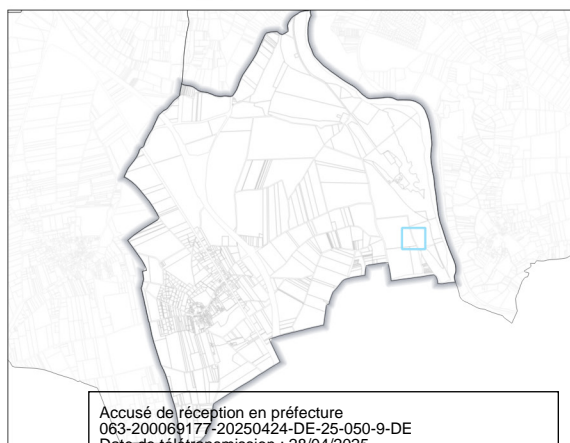 Accusé de réception en préfecture
063-200069177-20250424-DE-25-050-9-DE
Date de télétransmission : 28/04/2025